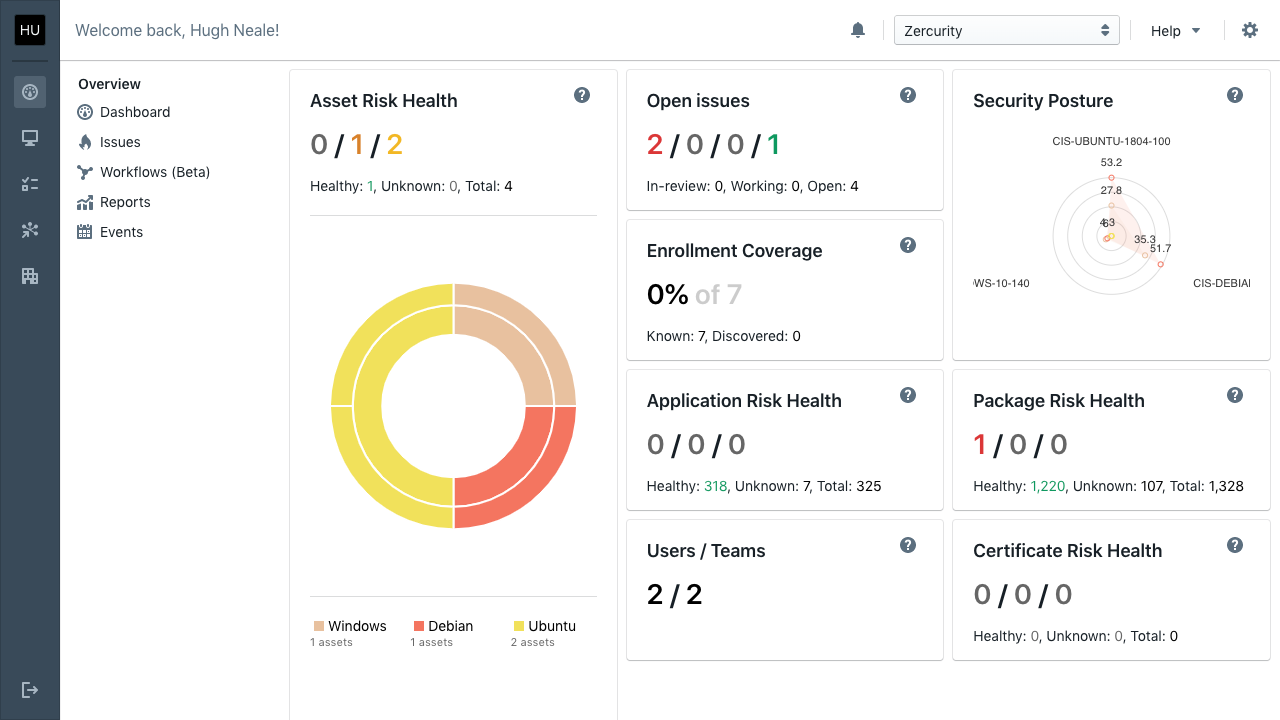 HU
Welcome back, Hugh Neale!
Zercurity
Help
Overview
Dashboard
Issues
Workflows (Beta)
Reports
Events
Asset Risk Health
0 / 1 / 2
Healthy: 1, Unknown: 0, Total: 4
Windows
1 assets
Debian
1 assets
Ubuntu
2 assets
Open issues
2 / 0 / 0 / 1
In-review: 0, Working: 0, Open: 4
Enrollment Coverage
0% of 7
Known: 7, Discovered: 0
Application Risk Health
0 / 0 / 0
Healthy: 318, Unknown: 7, Total: 325
Users / Teams
2 / 2
Security Posture
CIS-UBUNTU-1804-100
53.2
27.8
35.3
51.7
WS-10-140
CIS-DEBIA
Package Risk Health
1 / 0 / 0
Healthy: 1,220, Unknown: 107, Total: 1,328
Certificate Risk Health
0 / 0 / 0
Healthy: 0, Unknown: 0, Total: 0